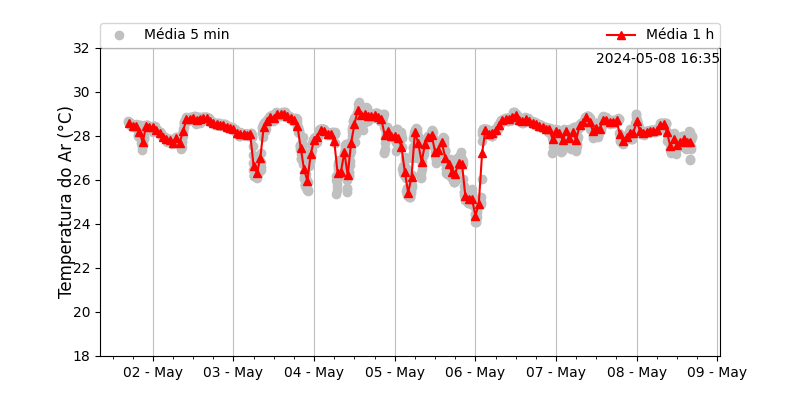 Média 5 min
Média 1 h
2024-05-08 16:35
Temperatura do Ar (°C)
32
30
28
26
24
22
20
18
02 - May
03 - May
04 - May
05 - May
06 - May
07 - May
08 - May
09 - May